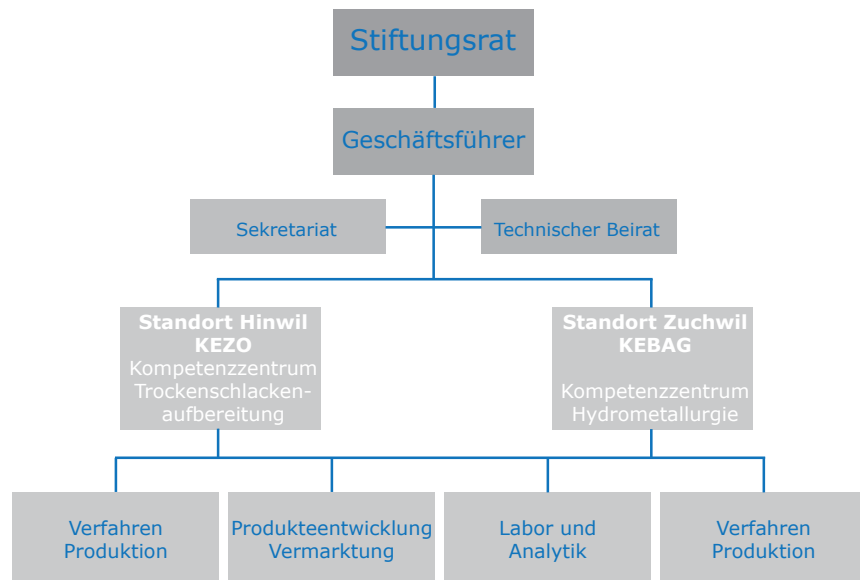 Stiftungsrat
Geschäftsführer
Sekretariat
Technischer Beirat
Standort Hinwil
KEZO
Kompetenzzentrum
Trockenschlacken-
aufbereitung
Standort Zuchwil
KEBAG
Kompetenzzentrum
Hydrometallurgie
Verfahren
Produktion
Produkteentwicklung
Vermarktung
Labor und
Analytik
Verfahren
Produktion